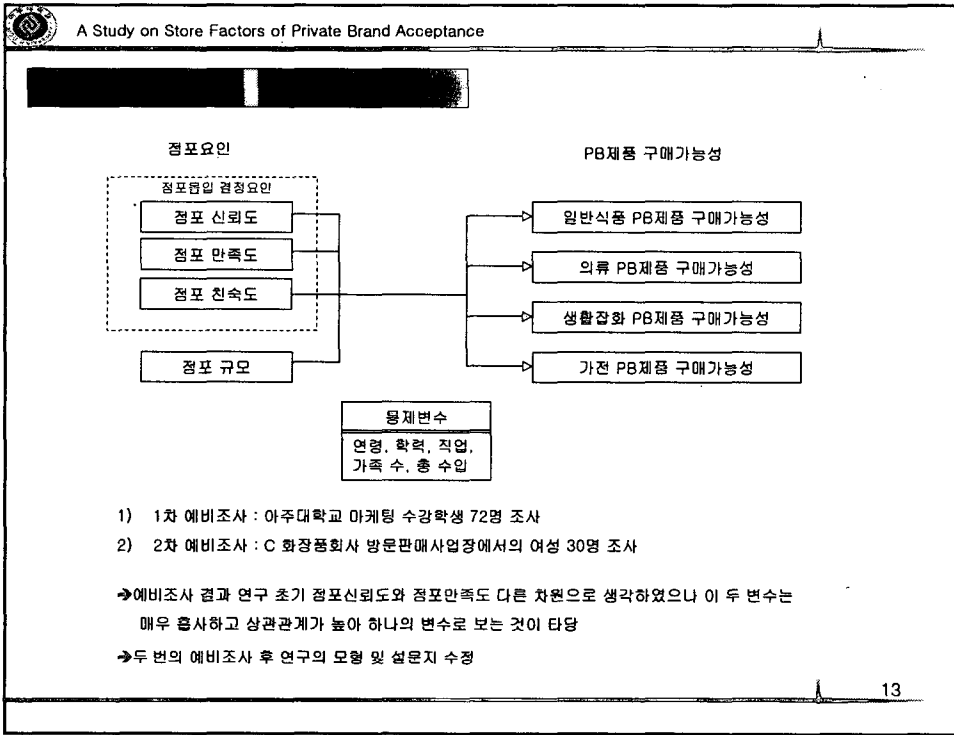 A Study on Store Factors of Private Brand Acceptance
점포요인
PB제품 구매가능성
점포몰입 결정요인
점포 신뢰도
점포 만족도
점포 친숙도
점포 규모
일반식품 PB제품 구매가능성
의류 PB제품 구매가능성
생활잡화 PB제품 구매가능성
가전 PB제품 구매가능성
통제변수
연령, 학력, 직업,
가족 수, 총 수입
1) 1차 예비조사 : 아주대학교 마케팅 수강학생 72명 조사
2) 2차 예비조사 : C 화장품회사 방문판매사업장에서의 여성 30명 조사
➔예비조사 결과 연구 초기 점포신뢰도와 점포만족도 다른 차원으로 생각하였으나 이 두 변수는
매우 흡사하고 상관관계가 높아 하나의 변수로 보는 것이 타당
➔두 번의 예비조사 후 연구의 모형 및 설문지 수정
13